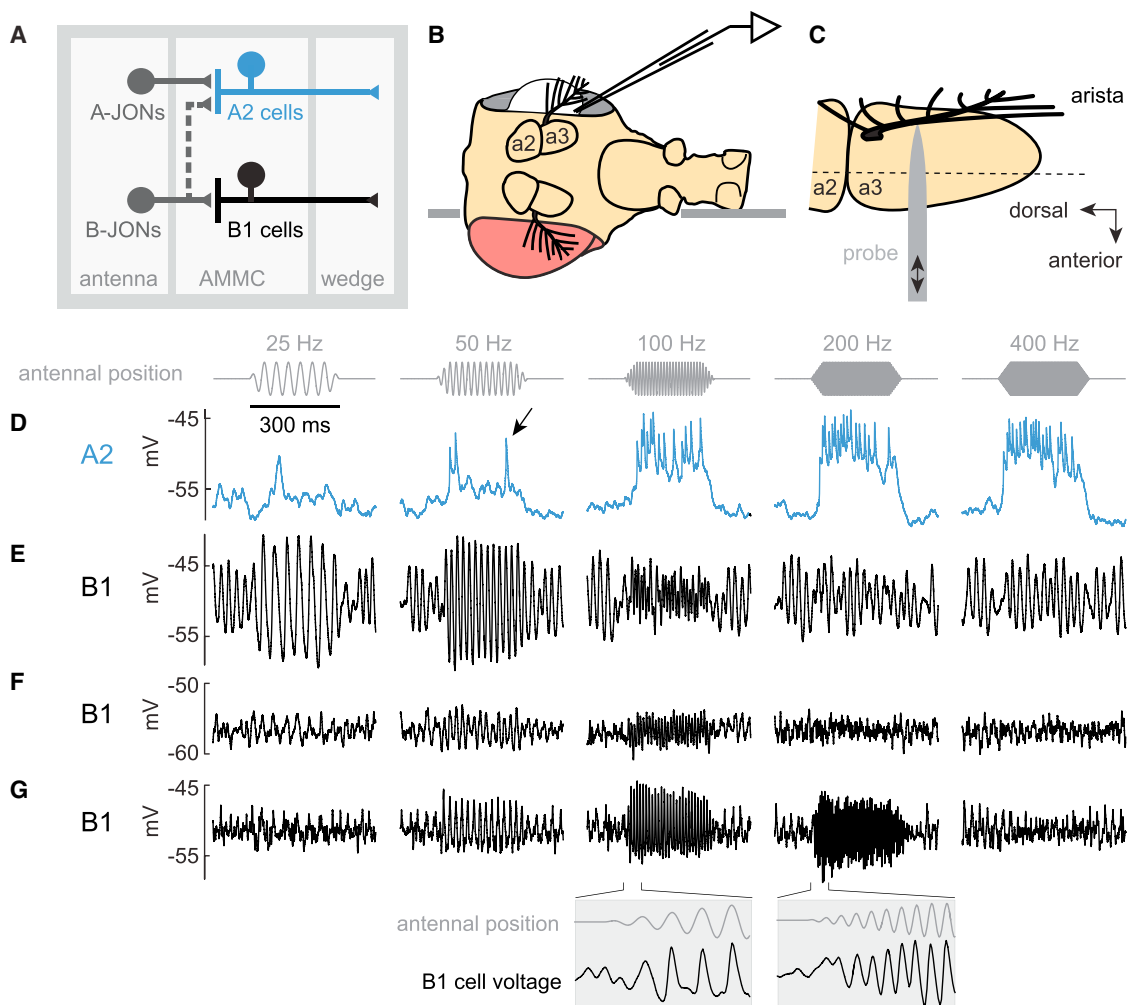 A
A-JONs
A2 cells
B-JONs
B1 cells
antenna
AMMC
wedge
B
a2
a3
C
arista
a2
a3
dorsal
anterior
probe
antennal position
25 Hz
50 Hz
100 Hz
200 Hz
400 Hz
300 ms
D
A2
mV
-45
-55
E
B1
mV
-45
-55
F
B1
mV
-50
-60
G
B1
mV
-45
-55
antennal position
B1 cell voltage